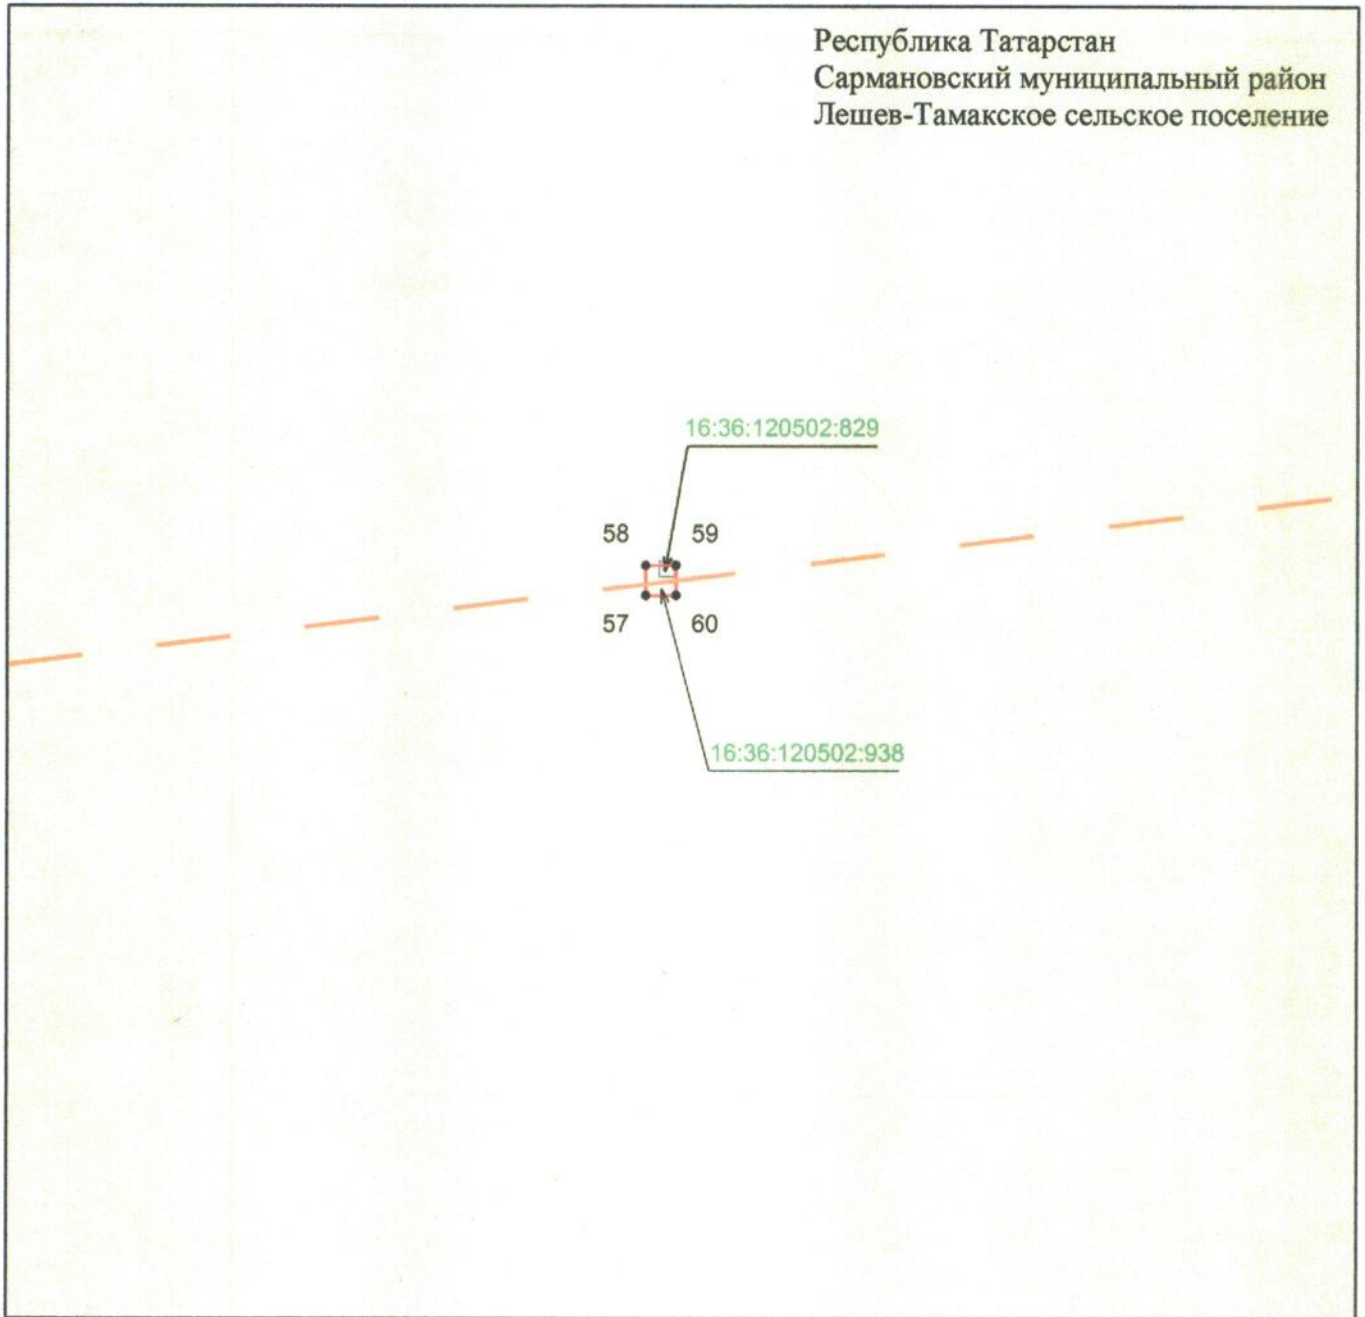 Республика Татарстан
Сармановский муниципальный район
Лешев-Тамакское сельское поселение
16:36:120502:829
58 59
57 60
16:36:120502:938